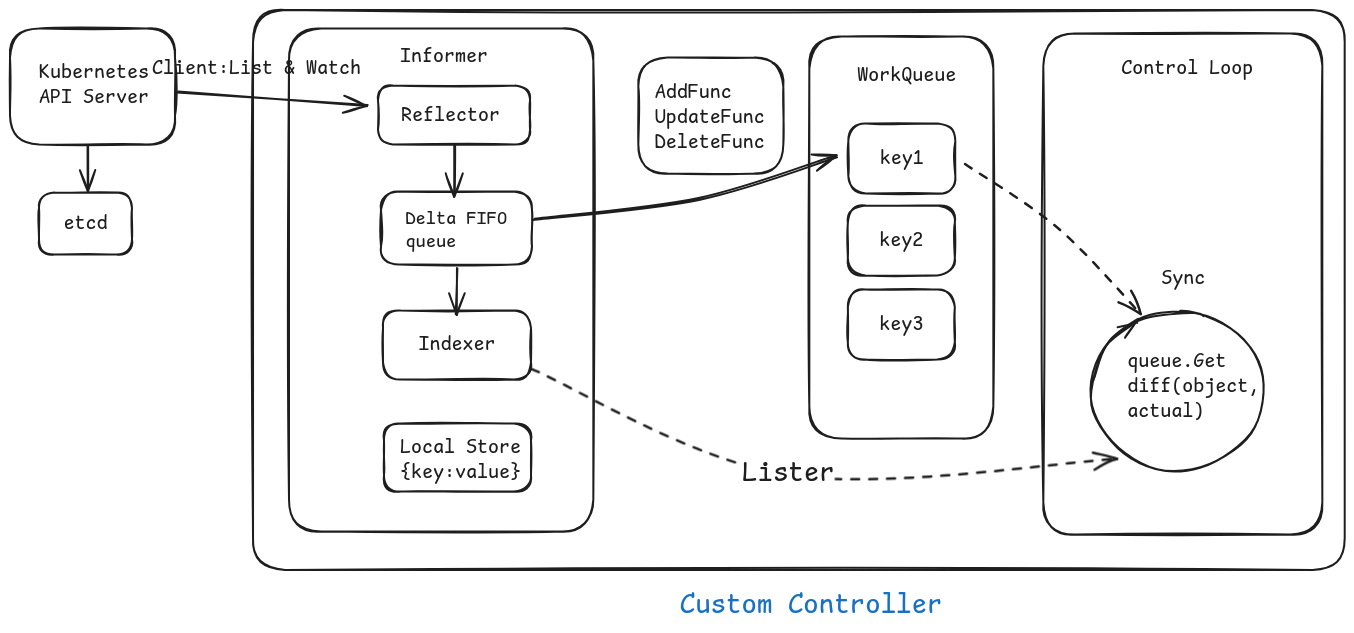 Kubernetes
API Server
Client:List & Watch
etcd
Informer
Reflector
Delta FIFO
queue
Indexer
Local Store
{key:value}
AddFunc
UpdateFunc
DeleteFunc
WorkQueue
key1
key2
key3
Lister
Control Loop
Sync
queue.Get
diff(object,
actual)
Custom Controller